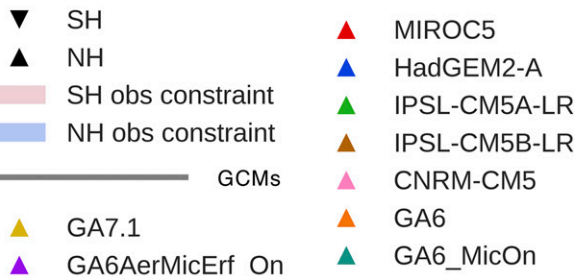 SH
NH
SH obs constraint
NH obs constraint
GCMs
GA7.1
GA6AerMicErf_On
MIROC5
HadGEM2-A
IPSL-CM5A-LR
IPSL-CM5B-LR
CNRM-CM5
GA6
GA6_MicOn